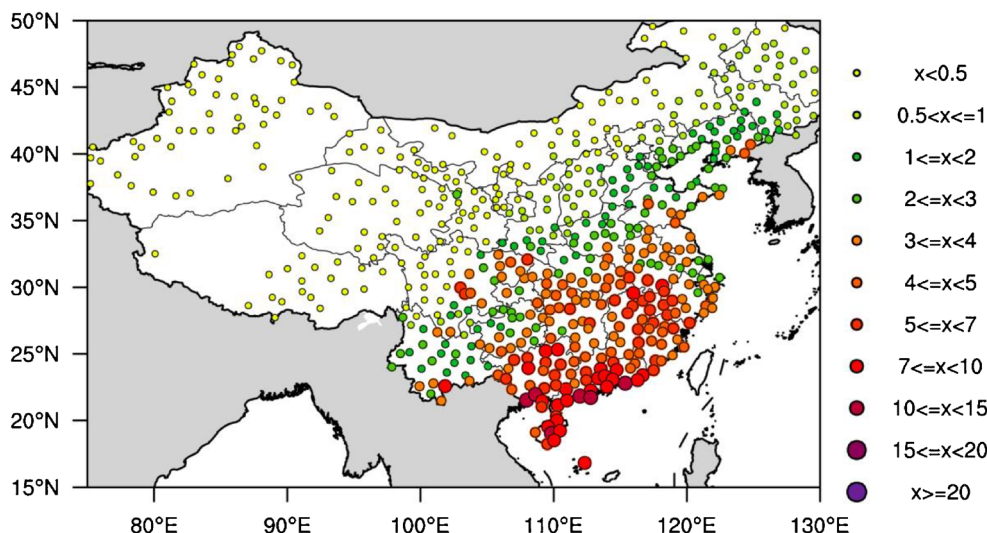 50°N
45°N
40°N
35°N
30°N
25°N
20°N
15°N
80°E 90°E 100°E 110°E 120°E 130°E
x<0.5
0.5<x<=1
1<=x<2
2<=x<3
3<=x<4
4<=x<5
5<=x<7
7<=x<10
10<=x<15
15<=x<20
x>=20